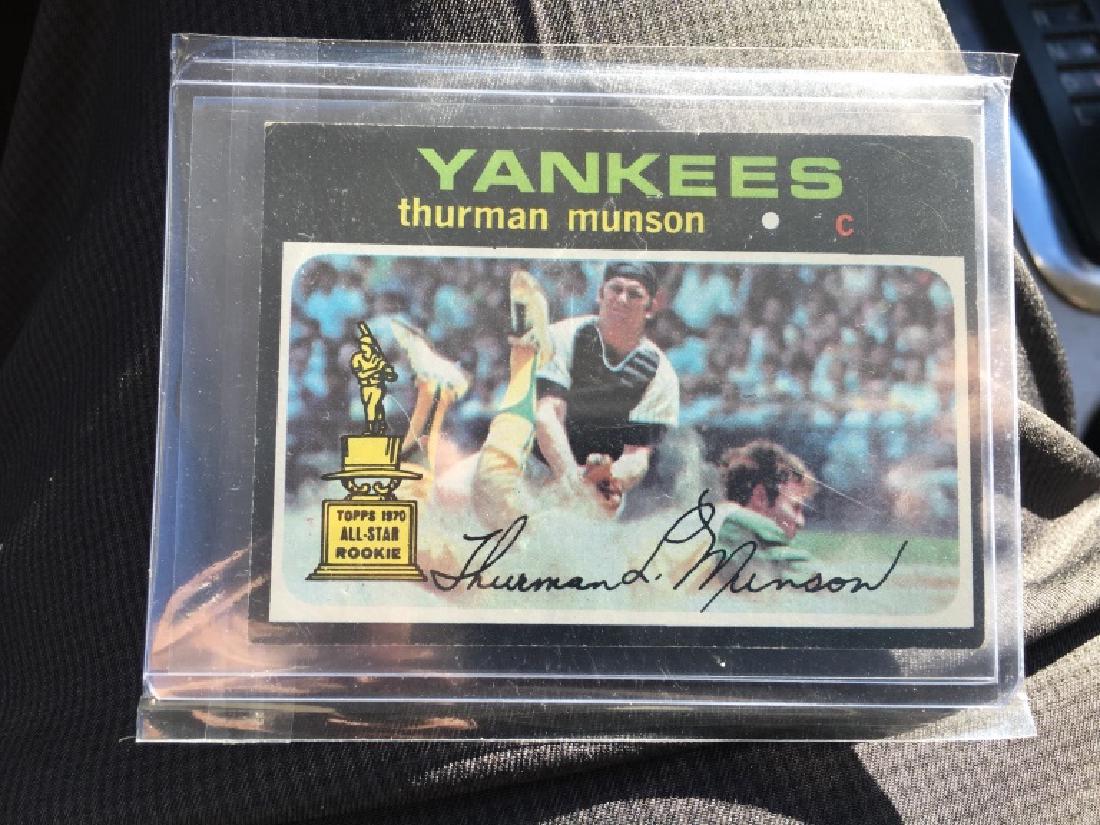 YANKEES
thurman munson • c
TOPPS 1970
ALL-STAR
ROOKIE
Thurman L. Munson